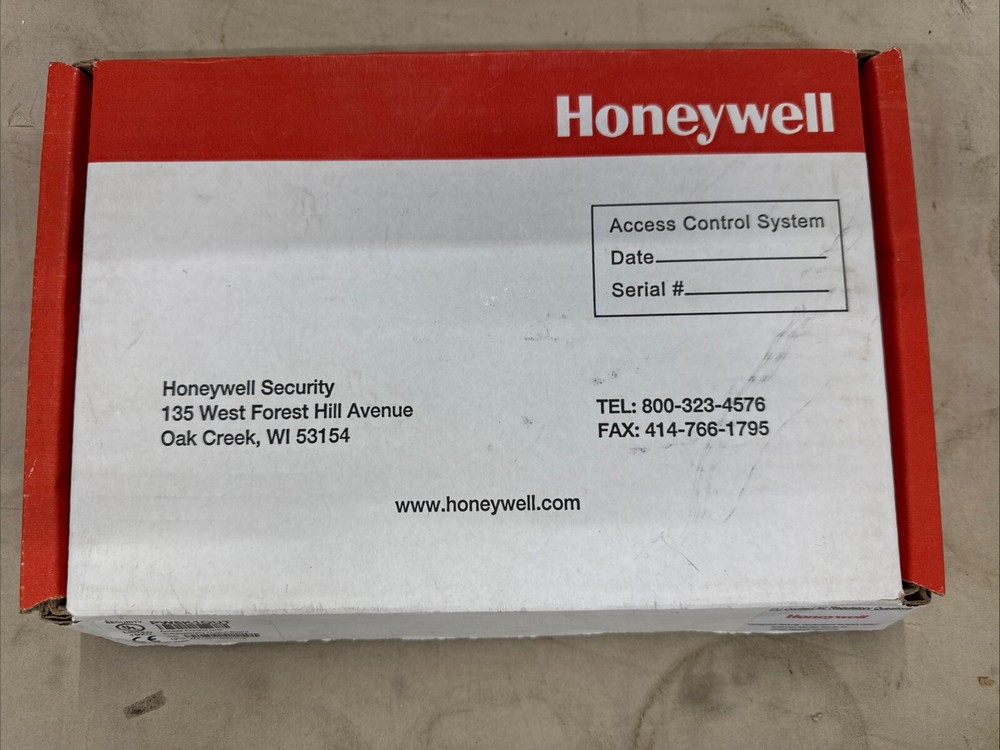 Honeywell
Access Control System
Date
Serial #
Honeywell Security
135 West Forest Hill Avenue
Oak Creek, WI 53154
TEL: 800-323-4576
FAX: 414-766-1795
www.honeywell.com
Honeywell